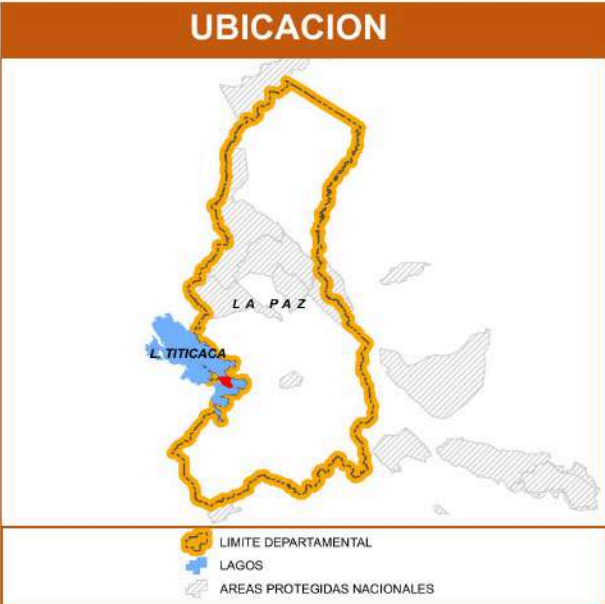 UBICACION
LA PAZ
L. TITICACA
LIMITE DEPARTAMENTAL
LAGOS
AREAS PROTEGIDAS NACIONALES